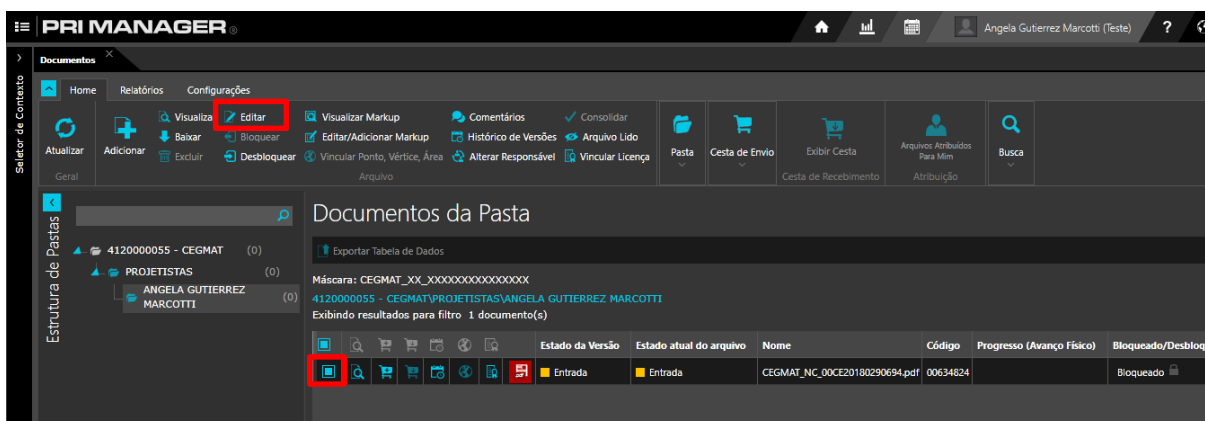 PRI MANAGER®
Angela Gutierrez Marcotti (Teste) ?
Documentos
Seletor de Contexto
Home Relatórios Configurações
Atualizar
Geral
Adicionar
Visualiza Editar Visualizar Markup Comentários Consolidar
Baixar Bloquear Editar/Adicionar Markup Histórico de Versões Arquivo Lido
Excluir Desbloquear Vincular Ponto, Vértice, Área Alterar Responsável Vincular Licença
Arquivo
Pasta
Cesta de Envio
Exibir Cesta
Cesta de Recebimento
Arquivos Atribuídos
Para Mim
Atribuição
Busca
Estrutura de Pastas
4120000055 - CEGMAT (0)
PROJETISTAS (0)
ANGELA GUTIERREZ
MARCOTTI (0)
Documentos da Pasta
Exportar Tabela de Dados
Máscara: CEGMAT_XX_XXXXXXXXXXXXXXX
4120000055 - CEGMAT\PROJETISTAS\ANGELA GUTIERREZ MARCOTTI
Exibindo resultados para filtro 1 documento(s)
Estado da Versão Estado atual do arquivo Nome Código Progresso (Avanço Físico) Bloqueado/Desbloq
Entrada Entrada CEGMAT_NC_00CE20180290694.pdf 00634824 Bloqueado